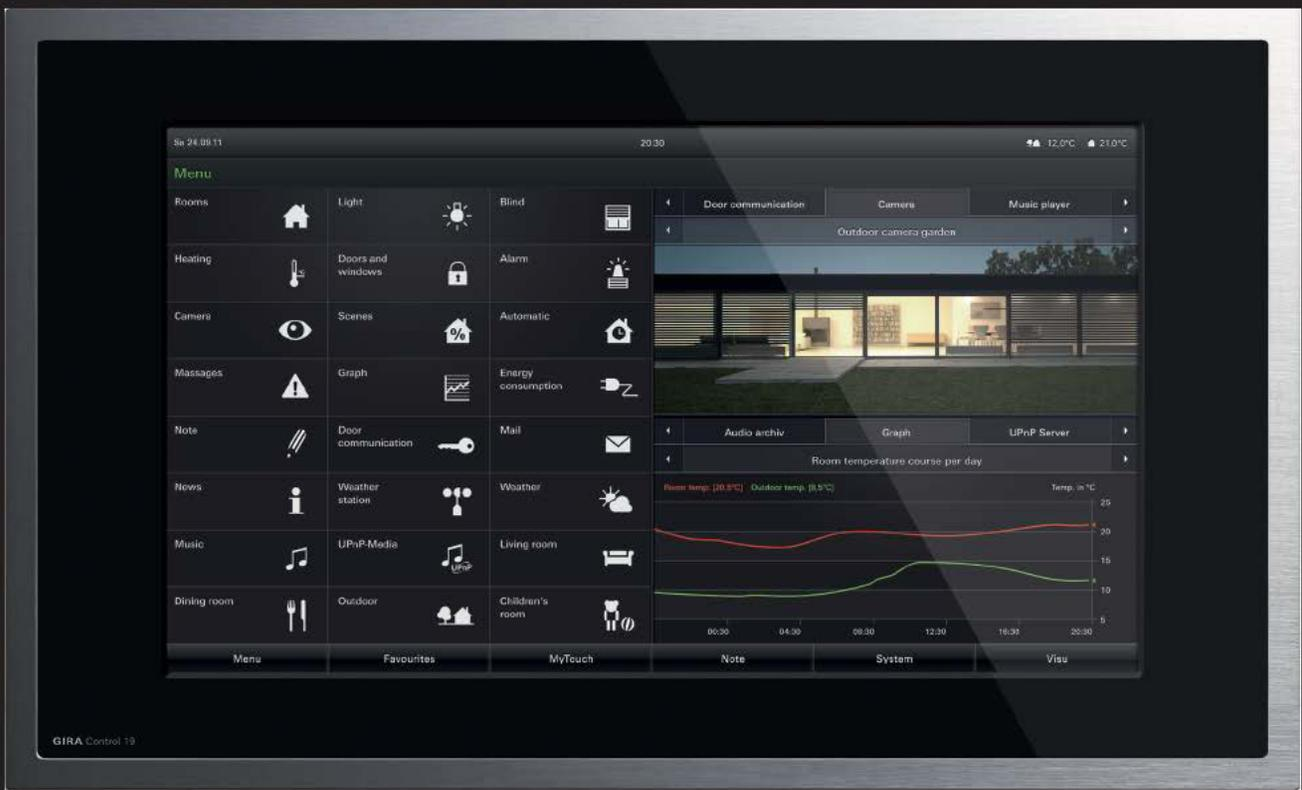 Sa 24.09.11
20:30
12,0°C 21,0°C
Menu
Rooms
Light
Blind
Heating
Doors and
windows
Alarm
Camera
Scenes
Automatic
%
Massages
Graph
Energy
consumption
Note
Door
communication
Mail
News
Weather
station
Weather
Music
UPnP-Media
UPnP
Living room
Dining room
Outdoor
Children's
room
Door communication
Camera
Music player
Outdoor camera garden
Audio archiv
Graph
UPnP Server
Room temperature course per day
Room temp. [20,5°C] Outdoor temp. [9,5°C]
Temp. in °C
25
20
15
10
5
00:30 04:30 08:30 12:30 16:30 20:30
Menu
Favourites
MyTouch
Note
System
Visu
GIRA Control 19